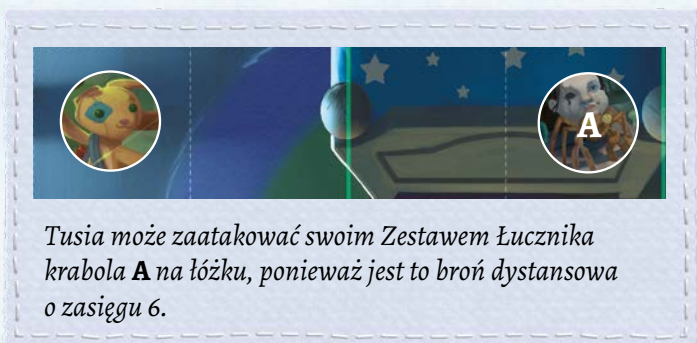 A
Tusia może zaatakować swoim Zestawem Łucznika
krabola A na łóżku, ponieważ jest to broń dystansowa
o zasięgu 6.